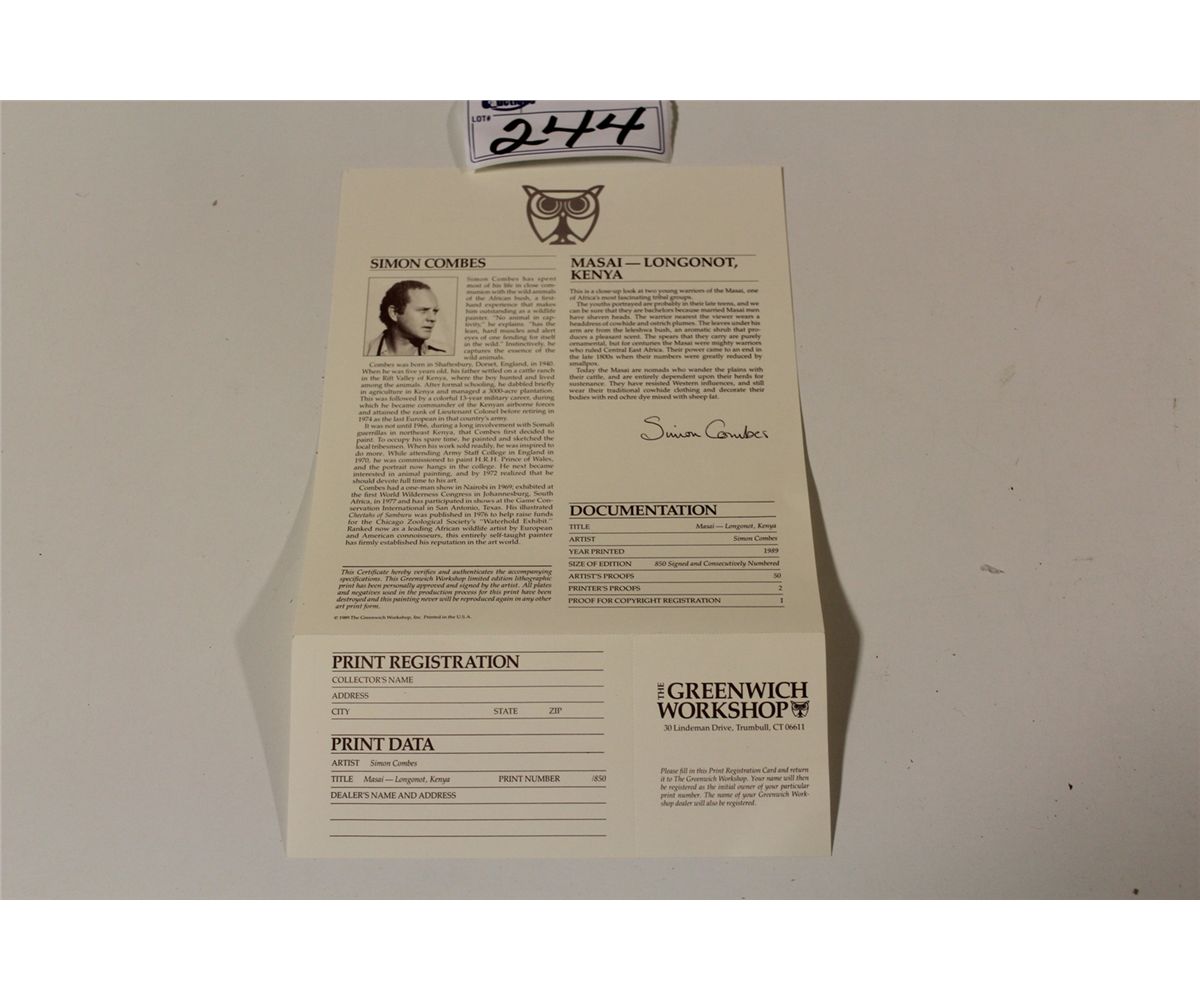 LOT# 244
SIMON COMBES
Simon Combes has spent
most of his life in close com-
munion with the wild animals
of the African bush, a first-
hand experience that makes
him outstanding as a wildlife
painter. "No animal in cap-
tivity," he explains, "has the
lean, hard muscles and alert
eyes of one fending for itself
in the wild." Instinctively, he
captures the essence of the
wild animals.
Combes was born in Shaftesbury, Dorset, England, in 1940.
When he was five years old, his father settled on a cattle ranch
in the Rift Valley of Kenya, where the boy hunted and lived
among the animals. After formal schooling, he dabbled briefly
in agriculture in Kenya and managed a 3000-acre plantation.
This was followed by a colorful 13-year military career, during
which he became commander of the Kenyan airborne forces
and attained the rank of Lieutenant Colonel before retiring in
1974 as the last European in that country's army.
It was not until 1966, during a long involvement with Somali
guerrillas in northeast Kenya, that Combes first decided to
paint. To occupy his spare time, he painted and sketched the
local tribesmen. When his work sold readily, he was inspired to
do more. While attending Army Staff College in England in
1970, he was commissioned to paint H.R.H. Prince of Wales,
and the portrait now hangs in the college. He next became
interested in animal painting, and by 1972 realized that he
should devote full time to his art.
Combes had a one-man show in Nairobi in 1969; exhibited at
the first World Wilderness Congress in Johannesburg, South
Africa, in 1977 and has participated in shows at the Game Con-
servation International in San Antonio, Texas. His illustrated
Cheetahs of Samburu was published in 1976 to help raise funds
for the Chicago Zoological Society's "Waterhold Exhibit."
Ranked now as a leading African wildlife artist by European
and American connoisseurs, this entirely self-taught painter
has firmly established his reputation in the art world.
This Certificate hereby verifies and authenticates the accompanying
specifications. This Greenwich Workshop limited edition lithographic
print has been personally approved and signed by the artist. All plates
and negatives used in the production process for this print have been
destroyed and this painting never will be reproduced again in any other
art print form.
© 1989 The Greenwich Workshop, Inc. Printed in the U.S.A.
MASAI — LONGONOT,
KENYA
This is a close-up look at two young warriors of the Masai, one
of Africa's most fascinating tribal groups.
The youths portrayed are probably in their late teens, and we
can be sure that they are bachelors because married Masai men
have shaven heads. The warrior nearest the viewer wears a
headdress of cowhide and ostrich plumes. The leaves under his
arm are from the leleshwa bush, an aromatic shrub that pro-
duces a pleasant scent. The spears that they carry are purely
ornamental, but for centuries the Masai were mighty warriors
who ruled Central East Africa. Their power came to an end in
the late 1800s when their numbers were greatly reduced by
smallpox.
Today the Masai are nomads who wander the plains with
their cattle, and are entirely dependent upon their herds for
sustenance. They have resisted Western influences, and still
wear their traditional cowhide clothing and decorate their
bodies with red ochre dye mixed with sheep fat.
Simon Combes
DOCUMENTATION
TITLE Masai — Longonot, Kenya
ARTIST Simon Combes
YEAR PRINTED 1989
SIZE OF EDITION 850 Signed and Consecutively Numbered
ARTIST'S PROOFS 50
PRINTER'S PROOFS 2
PROOF FOR COPYRIGHT REGISTRATION 1
PRINT REGISTRATION
COLLECTOR'S NAME
ADDRESS
CITY STATE ZIP
PRINT DATA
ARTIST Simon Combes
TITLE Masai — Longonot, Kenya PRINT NUMBER /850
DEALER'S NAME AND ADDRESS
THE GREENWICH
WORKSHOP
30 Lindeman Drive, Trumbull, CT 06611
Please fill in this Print Registration Card and return
it to The Greenwich Workshop. Your name will then
be registered as the initial owner of your particular
print number. The name of your Greenwich Work-
shop dealer will also be registered.